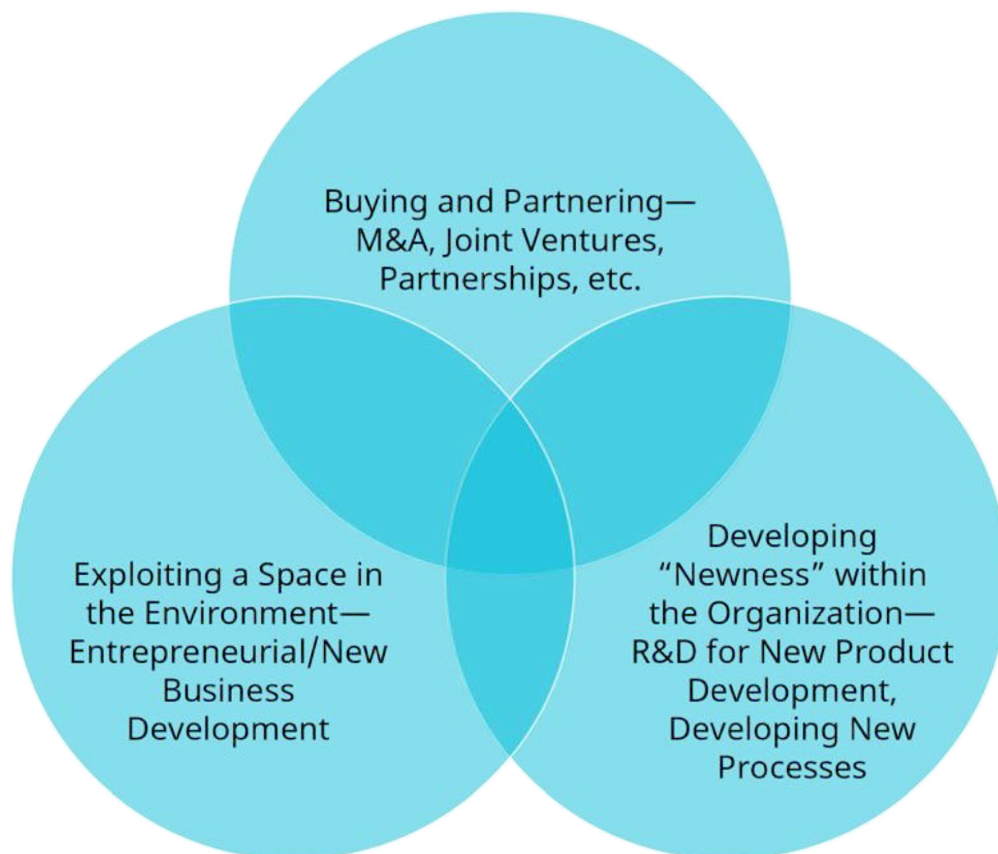 Buying and Partnering—
M&A, Joint Ventures,
Partnerships, etc.
Exploiting a Space in
the Environment—
Entrepreneurial/New
Business
Development
Developing
“Newness” within
the Organization—
R&D for New Product
Development,
Developing New
Processes